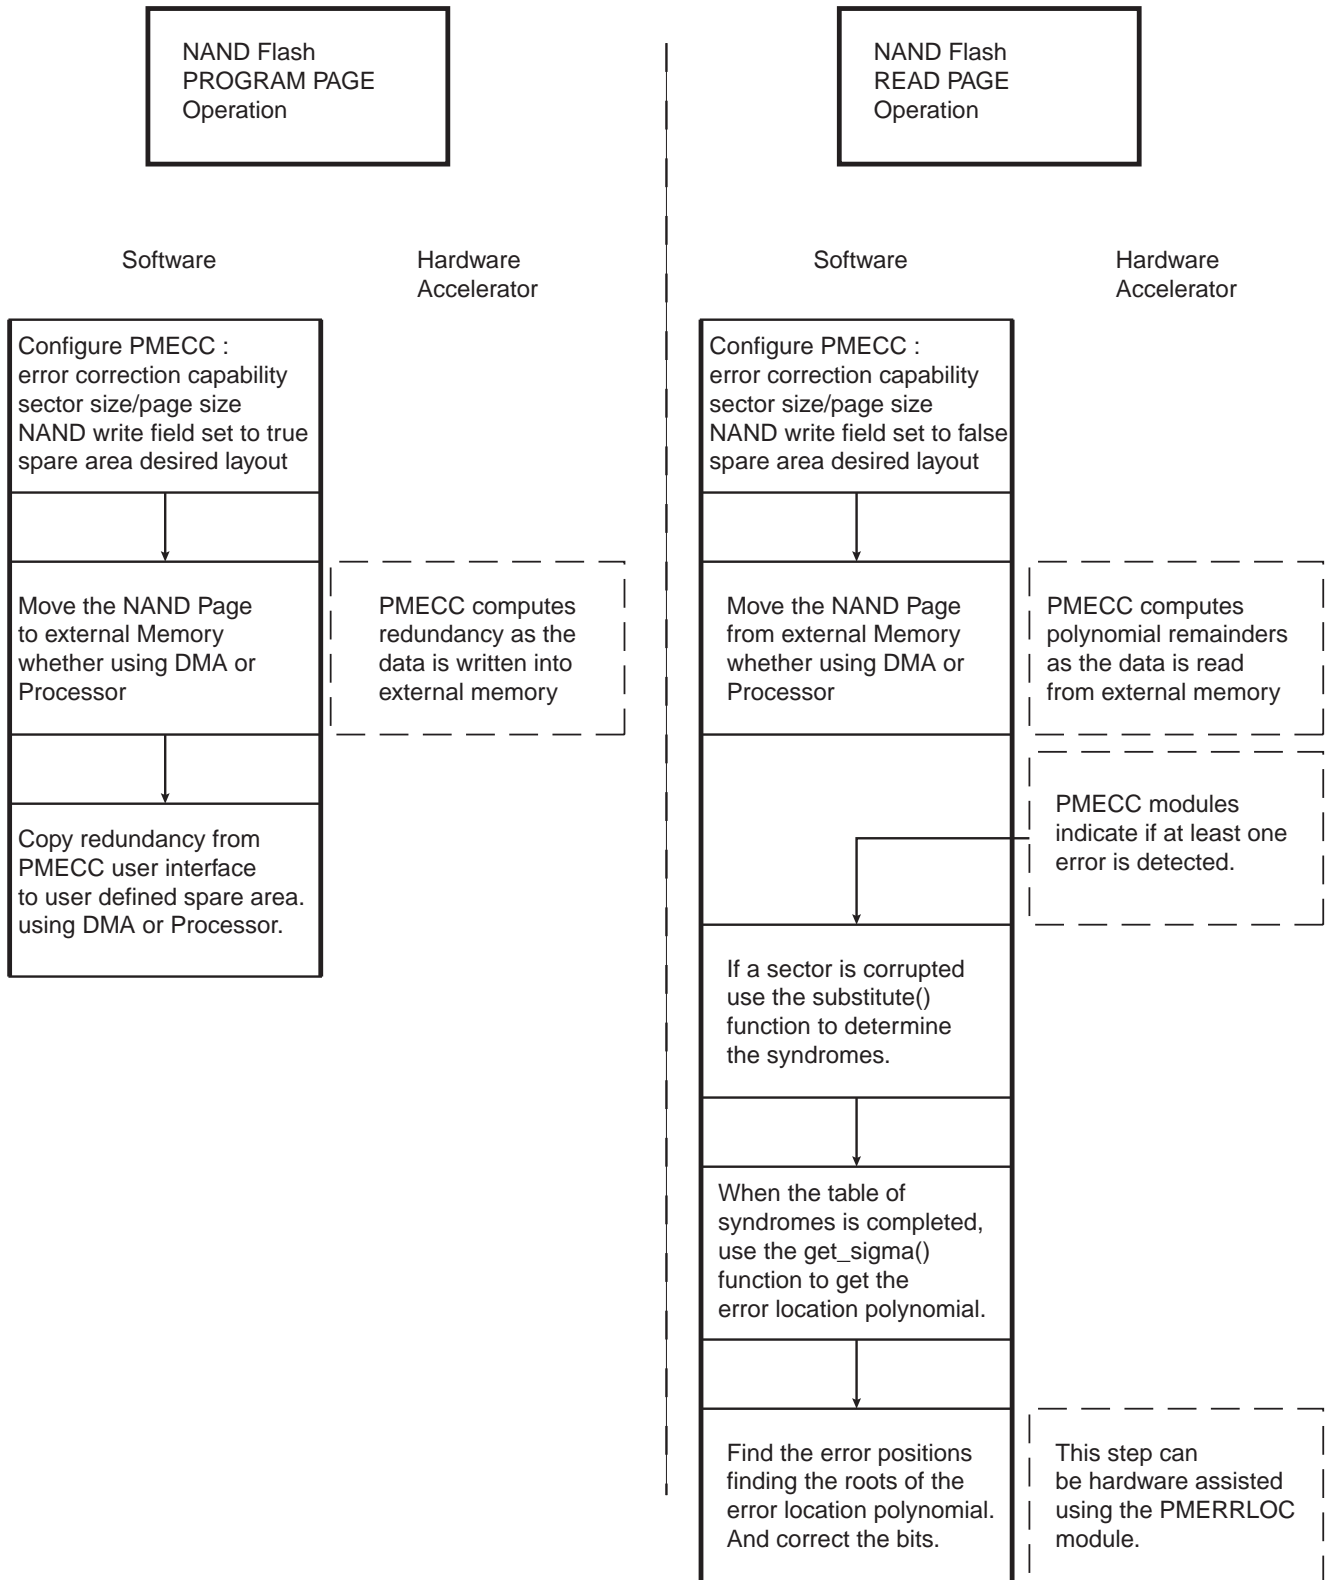 NAND Flash
PROGRAM PAGE
Operation
Software
Hardware
Accelerator
Configure PMECC :
error correction capability
sector size/page size
NAND write field set to true
spare area desired layout
Move the NAND Page
to external Memory
whether using DMA or
Processor
PMECC computes
redundancy as the
data is written into
external memory
Copy redundancy from
PMECC user interface
to user defined spare area.
using DMA or Processor.
NAND Flash
READ PAGE
Operation
Software
Hardware
Accelerator
Configure PMECC :
error correction capability
sector size/page size
NAND write field set to false
spare area desired layout
Move the NAND Page
from external Memory
whether using DMA or
Processor
PMECC computes
polynomial remainders
as the data is read
from external memory
PMECC modules
indicate if at least one
error is detected.
If a sector is corrupted
use the substitute()
function to determine
the syndromes.
When the table of
syndromes is completed,
use the get_sigma()
function to get the
error location polynomial.
Find the error positions
finding the roots of the
error location polynomial.
And correct the bits.
This step can
be hardware assisted
using the PMERRLOC
module.